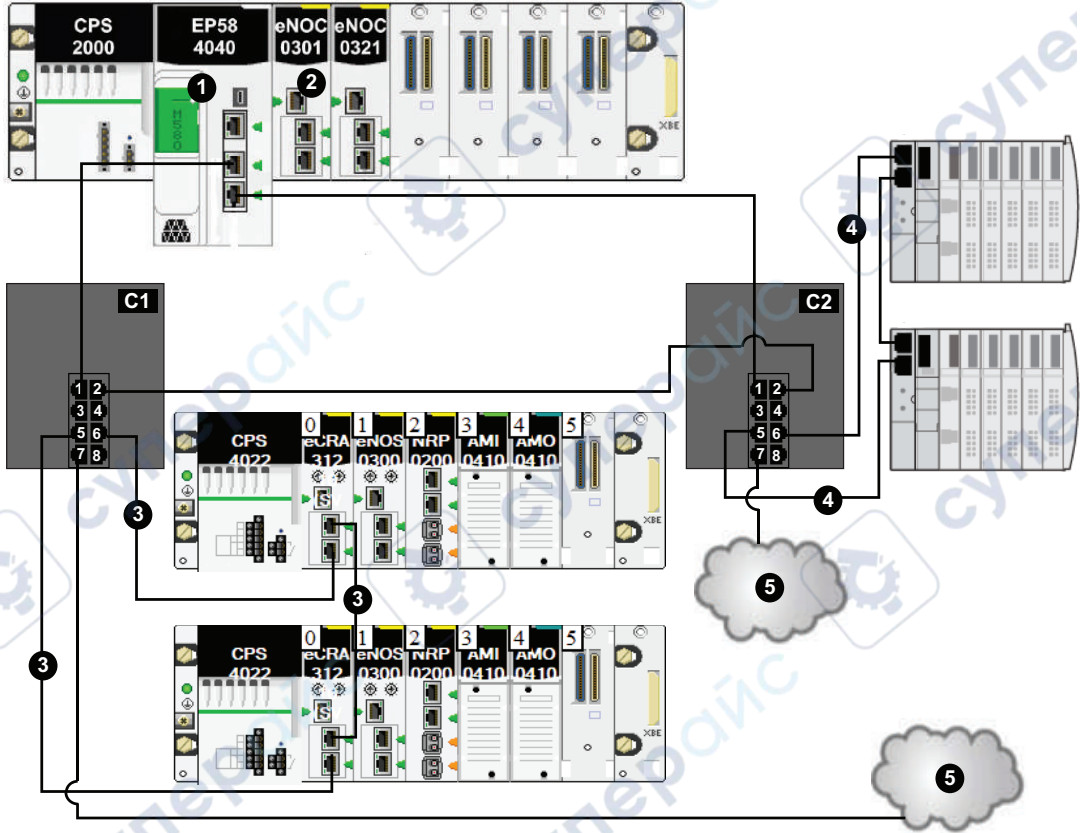 CPS
2000
EP58
4040
eNOC
0301
eNOC
0321
1
2
M580
XBE
C1
1 2
3 4
5 6
7 8
C2
1 2
3 4
5 6
7 8
4
4
3
3
3
CPS
4022
0
eCRA
312
1
eNOS
0300
2
NRP
0200
3
AMI
0410
4
AMO
0410
5
S
XBE
CPS
4022
0
eCRA
312
1
eNOS
0300
2
NRP
0200
3
AMI
0410
4
AMO
0410
5
S
XBE
5
5
суперайс